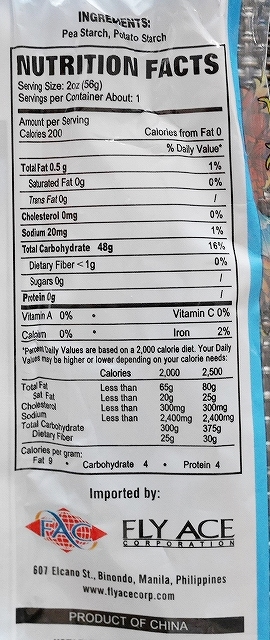 INGREDIENTS:
Pea Starch, Potato Starch
NUTRITION FACTS
Serving Size: 2oz (56g)
Servings per Container About: 1
Amount per Serving
Calories 200 Calories from Fat 0
% Daily Value*
Total Fat 0.5 g 1%
Saturated Fat 0g 0%
Trans Fat 0g /
Cholesterol 0mg 0%
Sodium 20mg 1%
Total Carbohydrate 48g 16%
Dietary Fiber < 1g 0%
Sugars 0g /
Protein 0g /
Vitamin A 0% • Vitamin C 0%
Calcium 0% • Iron 2%
*Percent Daily Values are based on a 2,000 calorie diet. Your Daily
Values may be higher or lower depending on your calorie needs:
Calories 2,000 2,500
Total Fat Less than 65g 80g
Sat Fat Less than 20g 25g
Cholesterol Less than 300mg 300mg
Sodium Less than 2,400mg 2,400mg
Total Carbohydrate 300g 375g
Dietary Fiber 25g 30g
Calories per gram:
Fat 9 • Carbohydrate 4 • Protein 4
Imported by:
FAC FLY ACE
CORPORATION
607 Elcano St., Binondo, Manila, Philippines
www.flyacecorp.com
PRODUCT OF CHINA